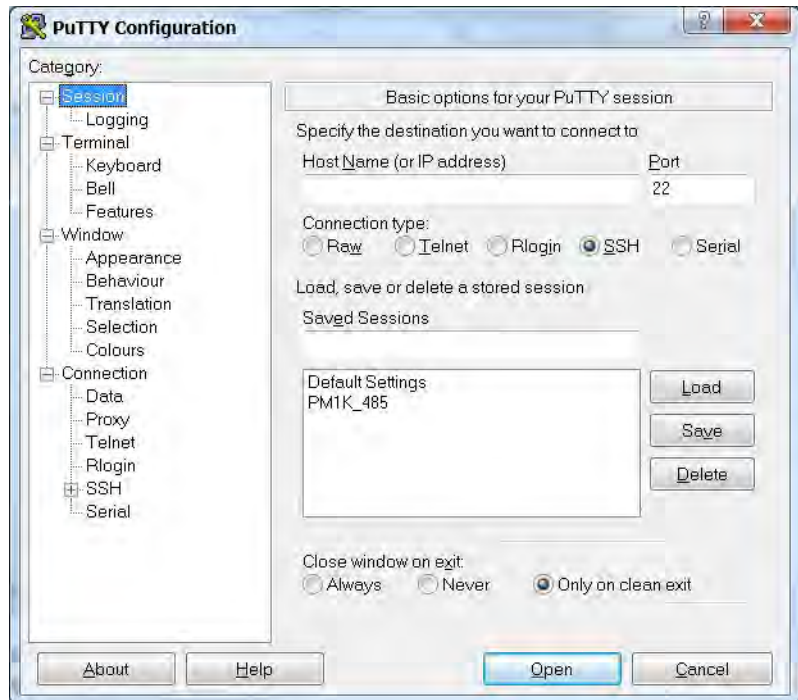 PuTTY Configuration
Category:
Session
Logging
Terminal
Keyboard
Bell
Features
Window
Appearance
Behaviour
Translation
Selection
Colours
Connection
Data
Proxy
Telnet
Rlogin
SSH
Serial
Basic options for your PuTTY session
Specify the destination you want to connect to
Host Name (or IP address) Port
22
Connection type:
Raw Telnet Rlogin SSH Serial
Load, save or delete a stored session
Saved Sessions
Default Settings
PM1K_485
Load
Save
Delete
Close window on exit:
Always Never Only on clean exit
About Help Open Cancel